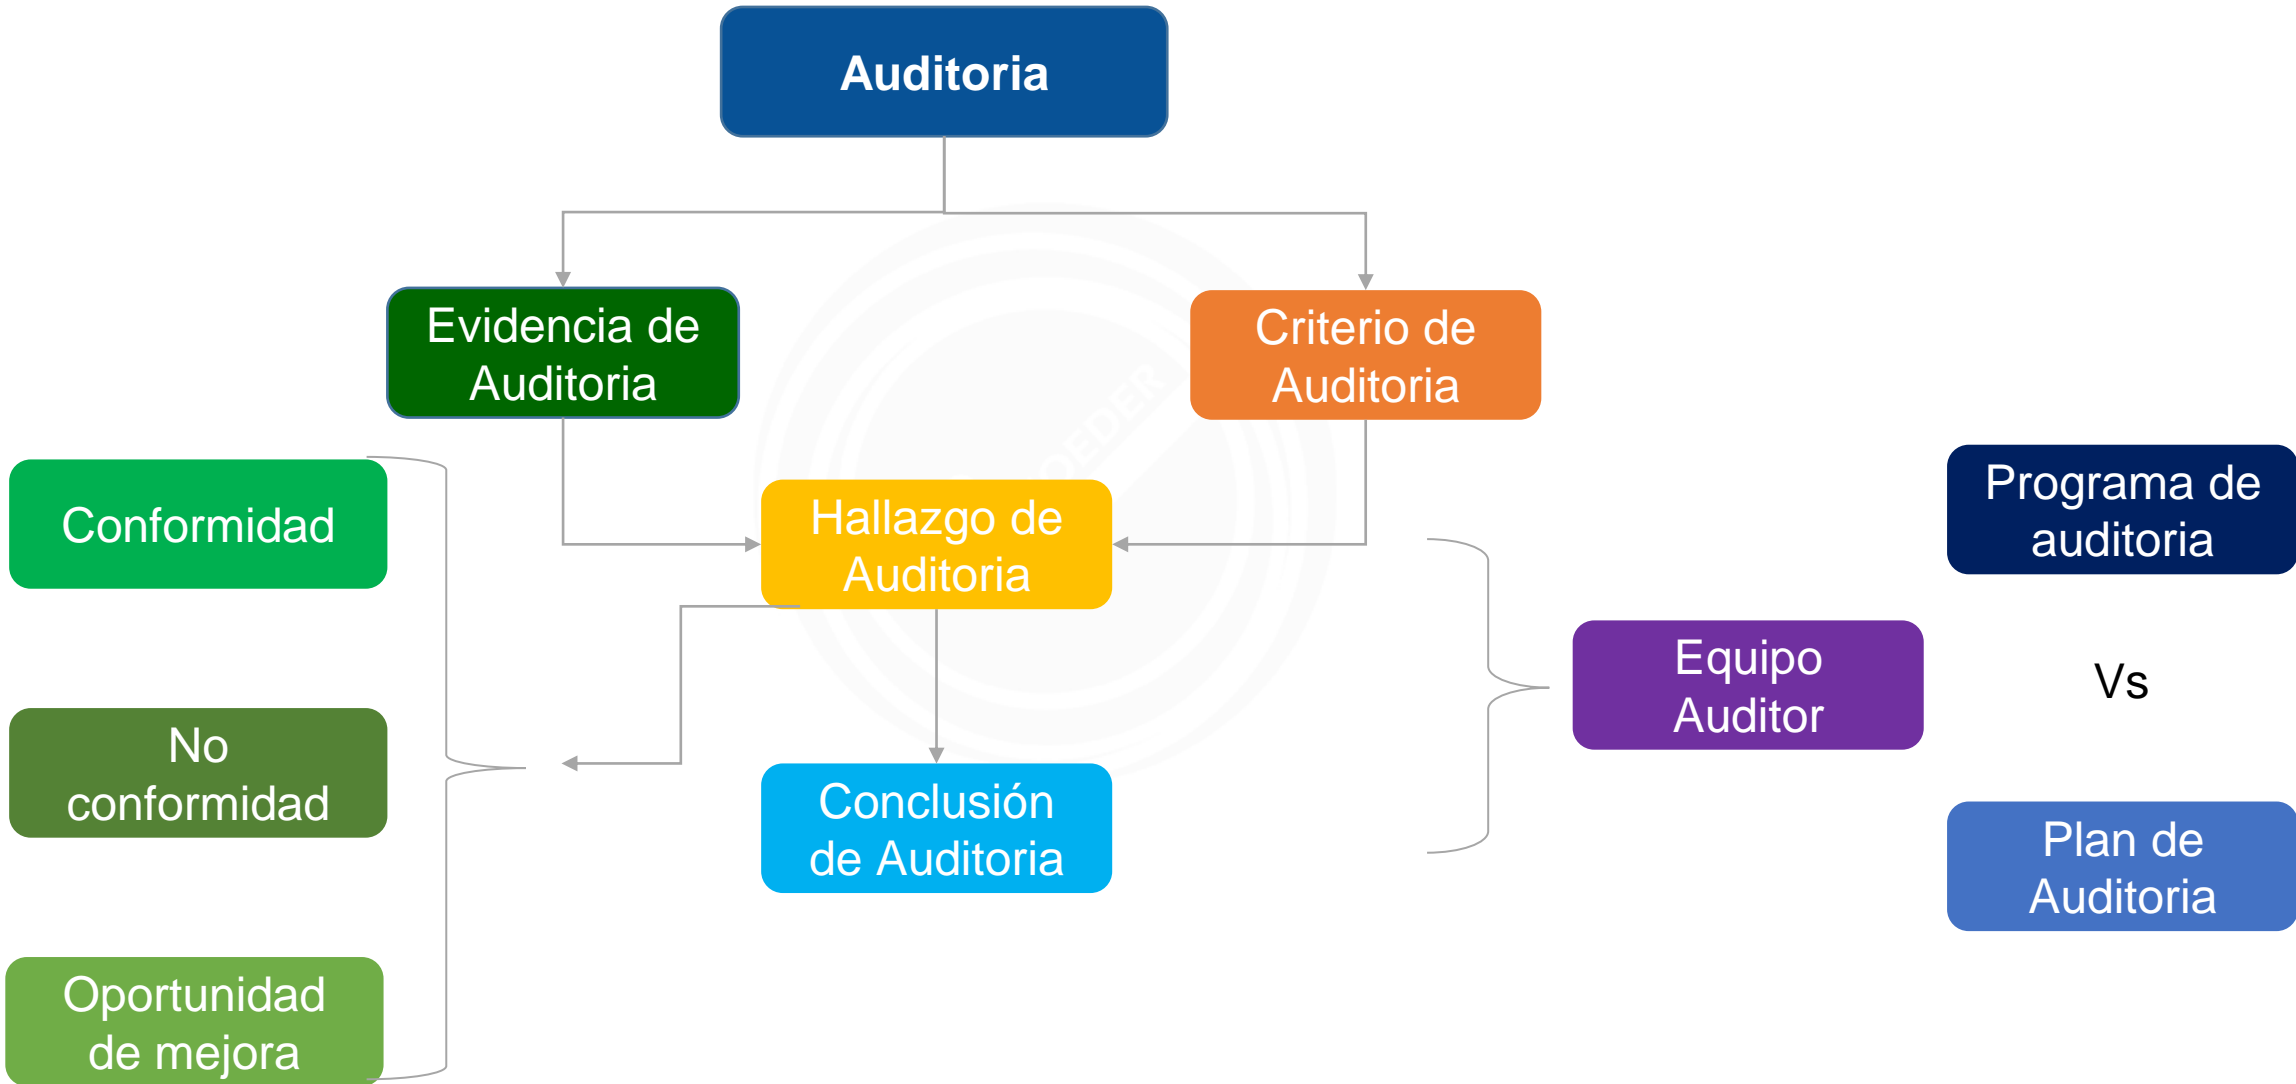 Auditoria
Evidencia de
Auditoria
Criterio de
Auditoria
Conformidad
Hallazgo de
Auditoria
Programa de
auditoria
No
conformidad
Equipo
Auditor
Vs
Conclusión
de Auditoria
Plan de
Auditoria
Oportunidad
de mejora